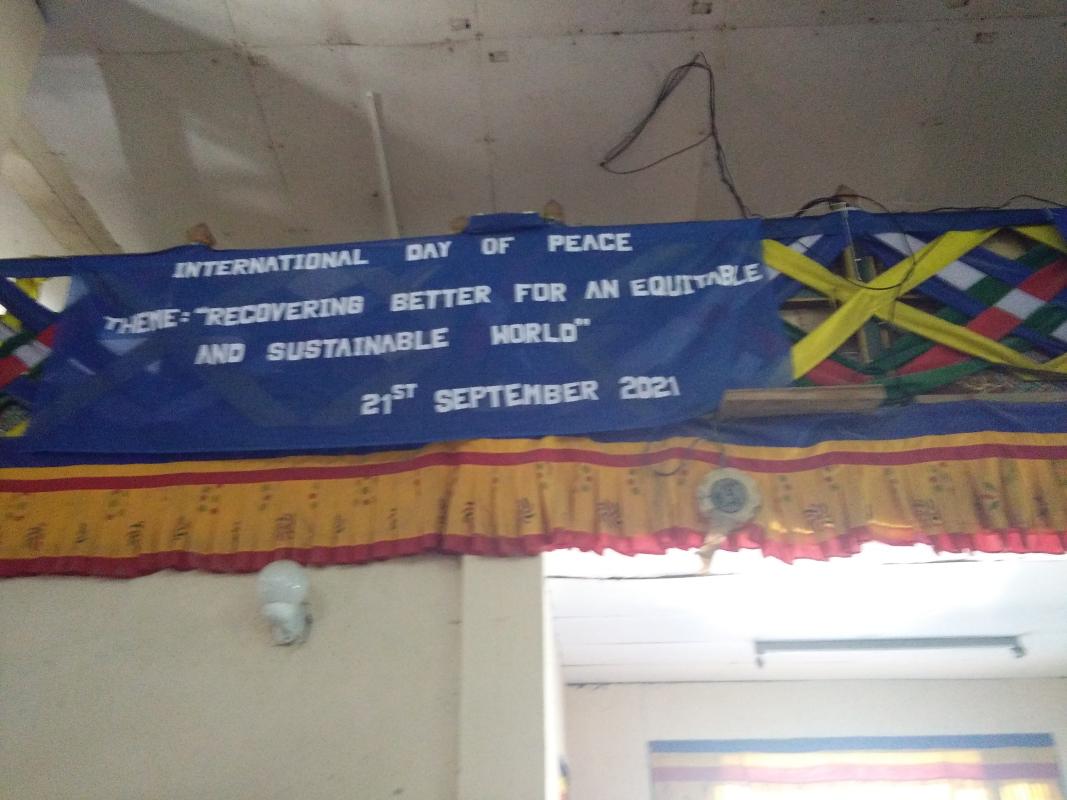 INTERNATIONAL DAY OF PEACE
THEME: "RECOVERING BETTER FOR AN EQUITABLE
AND SUSTAINABLE WORLD"
21ST SEPTEMBER 2021